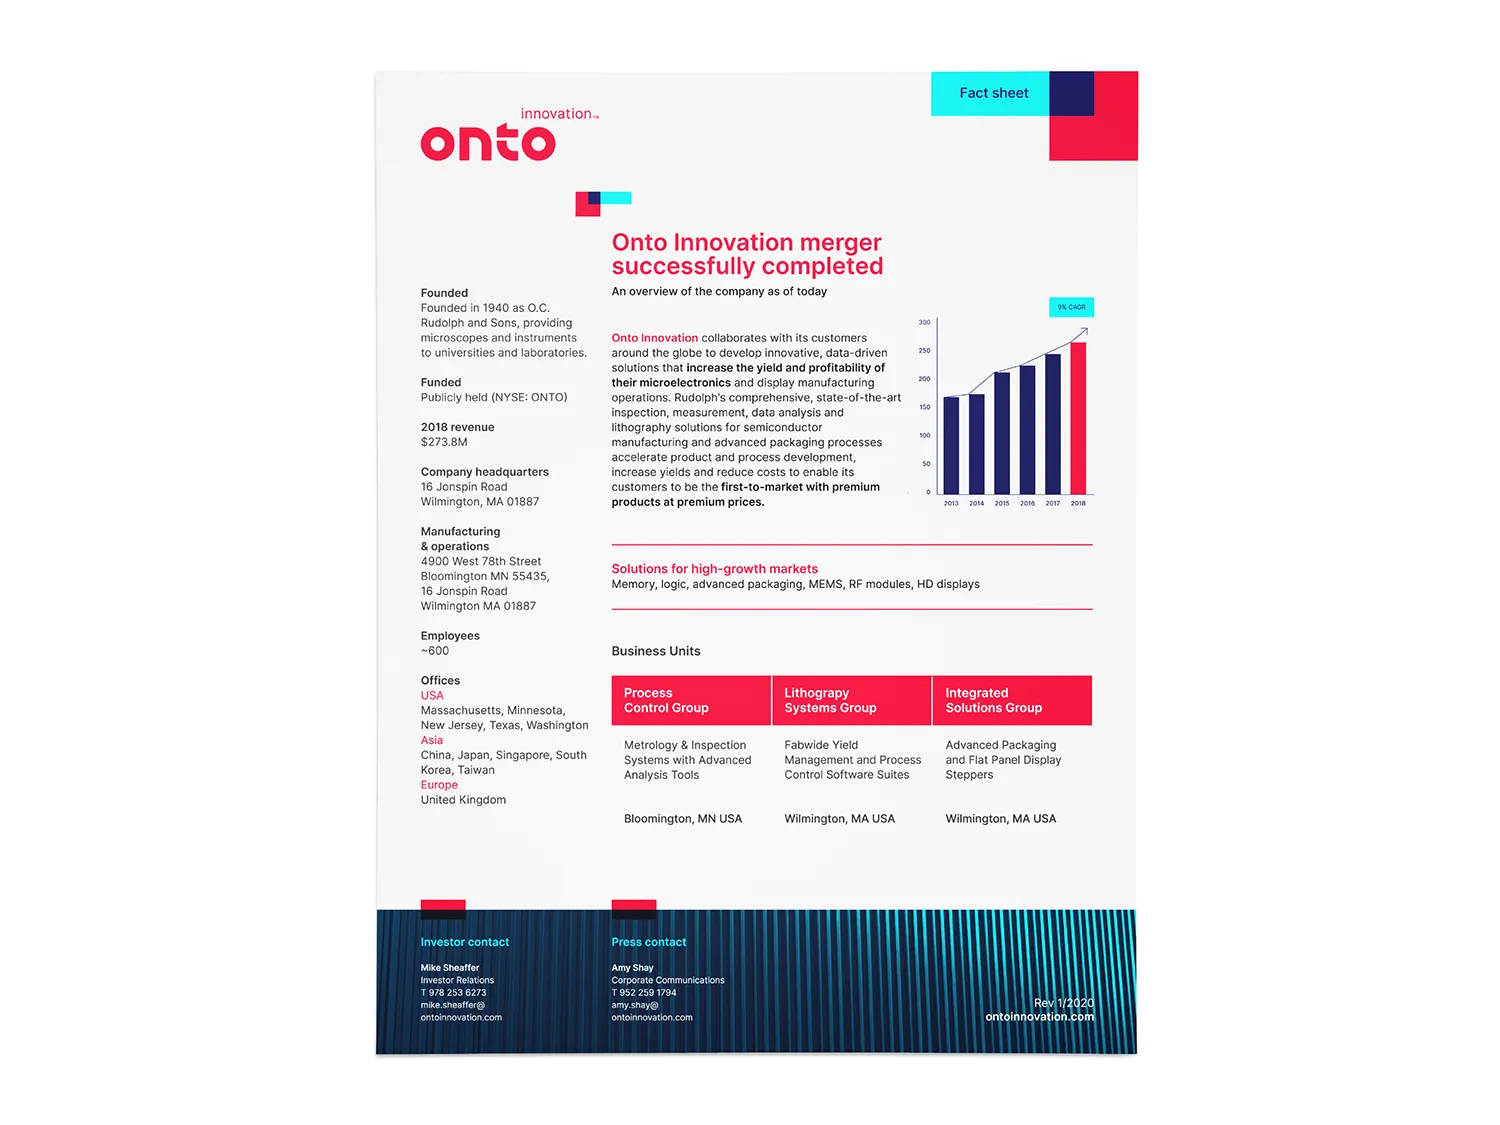 innovation™
onto
Fact sheet
Onto Innovation merger
successfully completed
An overview of the company as of today
Founded
Founded in 1940 as O.C.
Rudolph and Sons, providing
microscopes and instruments
to universities and laboratories.
Funded
Publicly held (NYSE: ONTO)
2018 revenue
$273.8M
Company headquarters
16 Jonspin Road
Wilmington, MA 01887
Manufacturing
& operations
4900 West 78th Street
Bloomington MN 55435,
16 Jonspin Road
Wilmington MA 01887
Employees
~600
Offices
USA
Massachusetts, Minnesota,
New Jersey, Texas, Washington
Asia
China, Japan, Singapore, South
Korea, Taiwan
Europe
United Kingdom
Onto Innovation collaborates with its customers
around the globe to develop innovative, data-driven
solutions that increase the yield and profitability of
their microelectronics and display manufacturing
operations. Rudolph's comprehensive, state-of-the-art
inspection, measurement, data analysis and
lithography solutions for semiconductor
manufacturing and advanced packaging processes
accelerate product and process development,
increase yields and reduce costs to enable its
customers to be the first-to-market with premium
products at premium prices.
9% CAGR
300
250
200
150
100
50
0
2013 2014 2015 2016 2017 2018
Solutions for high-growth markets
Memory, logic, advanced packaging, MEMS, RF modules, HD displays
Business Units
Process
Control Group
Metrology & Inspection
Systems with Advanced
Analysis Tools
Bloomington, MN USA
Lithograpy
Systems Group
Fabwide Yield
Management and Process
Control Software Suites
Wilmington, MA USA
Integrated
Solutions Group
Advanced Packaging
and Flat Panel Display
Steppers
Wilmington, MA USA
Investor contact
Mike Sheaffer
Investor Relations
T 978 253 6273
mike.sheaffer@
ontoinnovation.com
Press contact
Amy Shay
Corporate Communications
T 952 259 1794
amy.shay@
ontoinnovation.com
Rev 1/2020
ontoinnovation.com